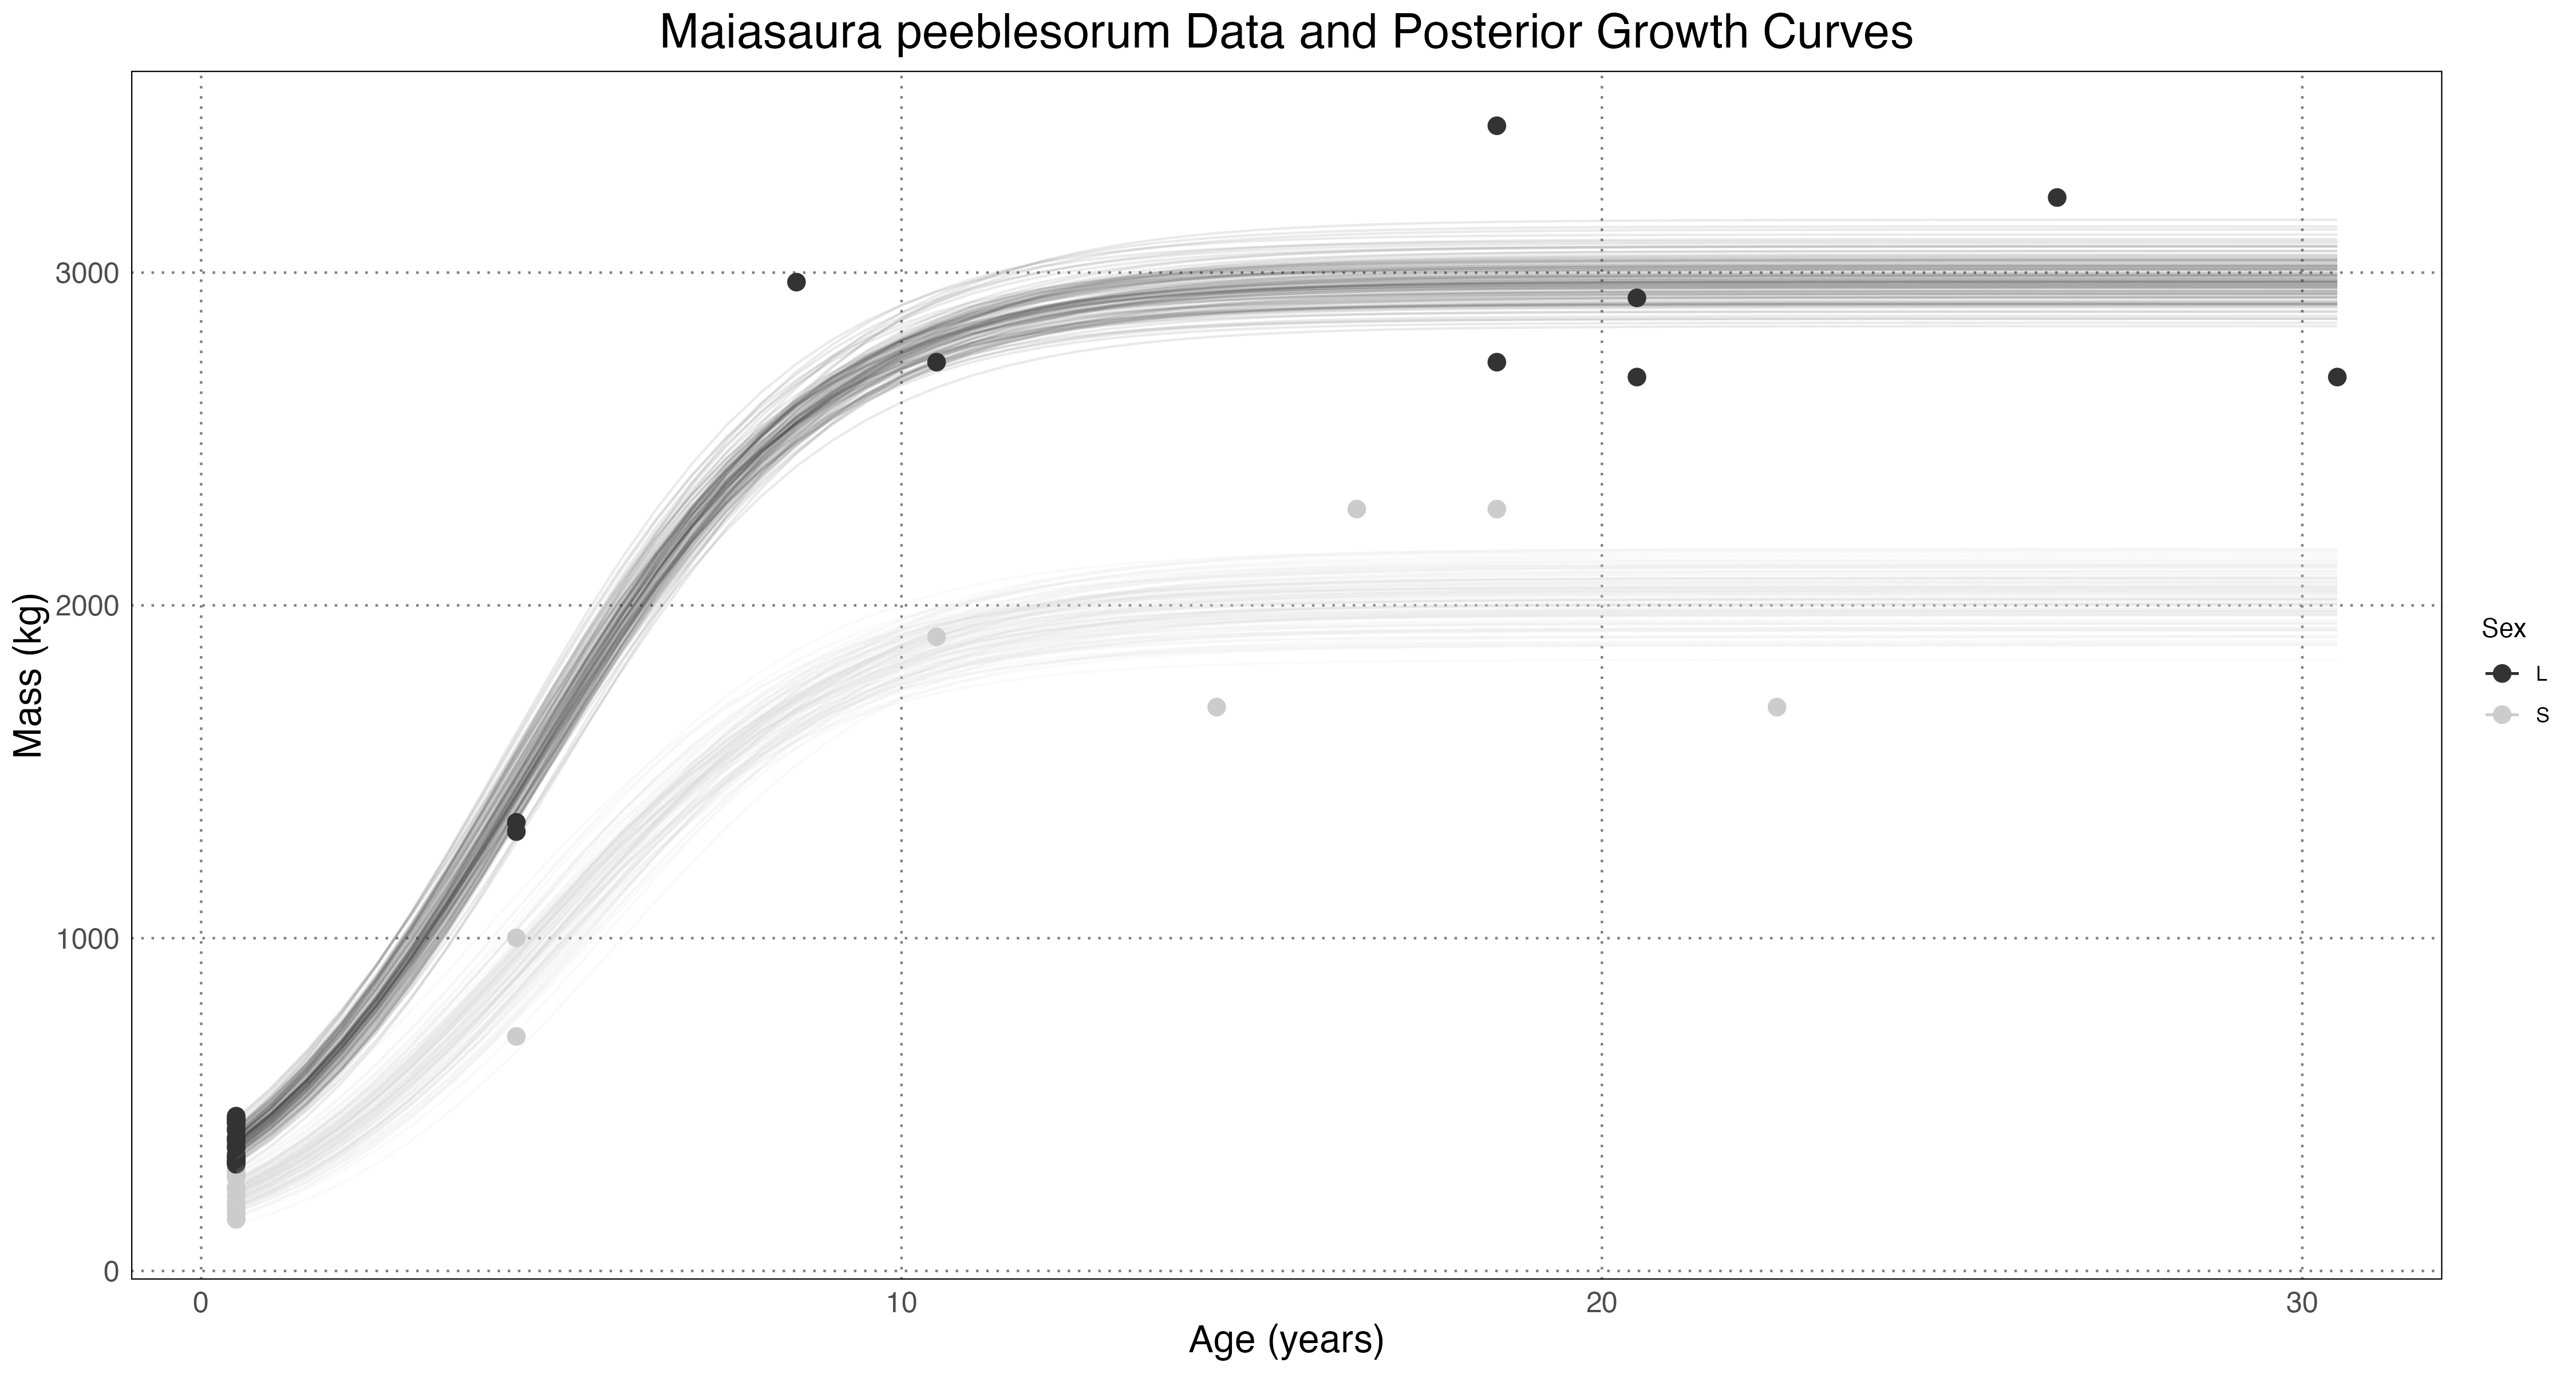 Maiasaura peeblesorum Data and Posterior Growth Curves
Mass (kg)
3000
2000
1000
0
0 10 20 30
Age (years)
Sex
L
S